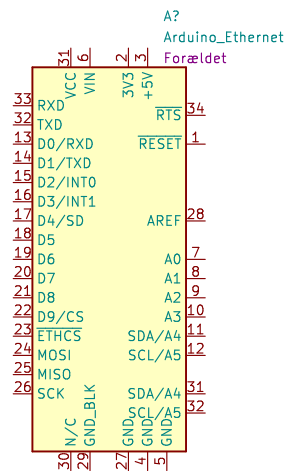 A?
Arduino_Ethernet
Forældet
31 6 2 3
VCC VIN 3V3 +5V
33 RXD
32 TXD
RTS 34
13 D0/RXD
RESET 1
14 D1/TXD
15 D2/INT0
16 D3/INT1
17 D4/SD
AREF 28
18 D5
19 D6
A0 7
20 D7
A1 8
21 D8
A2 9
22 D9/CS
A3 10
23 ETHCS
SDA/A4 11
24 MOSI
SCL/A5 12
25 MISO
26 SCK
SDA/A4 31
SCL/A5 32
N/C GND_BLK GND GND GND
30 29 27 4 5